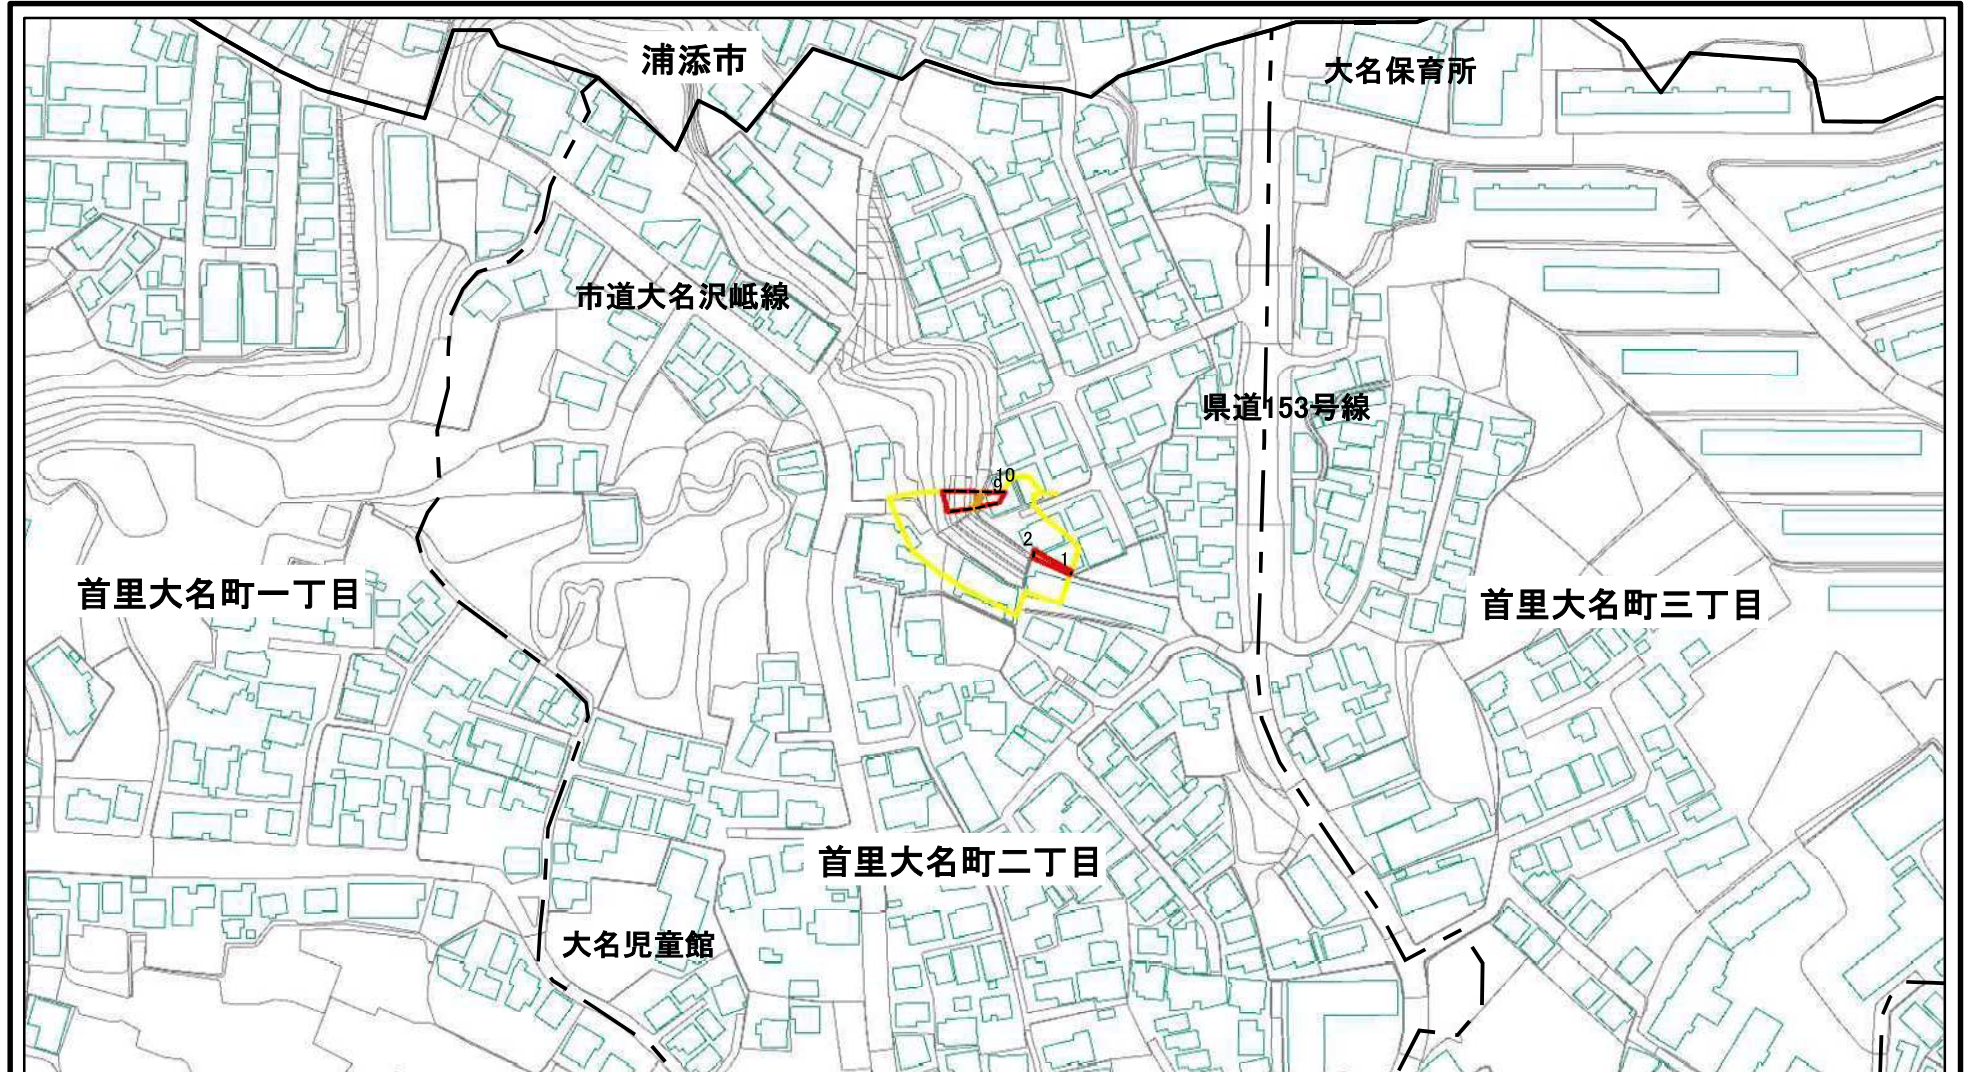 浦添市
大名保育所
市道大名沢岻線
県道153号線
10
9
2
1
首里大名町一丁目
首里大名町三丁目
首里大名町二丁目
大名児童館